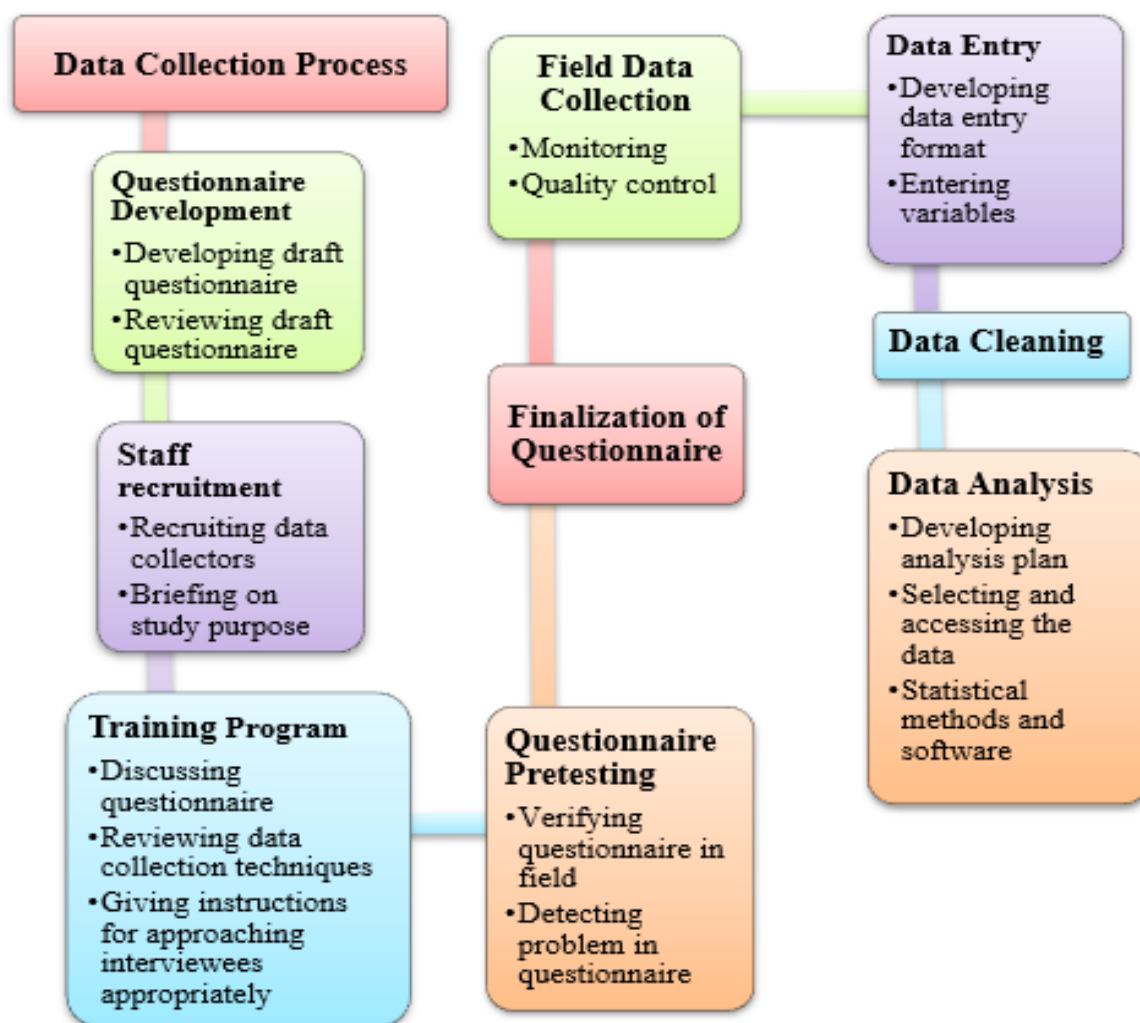 Data Collection Process
Questionnaire
Development
•Developing draft
questionnaire
•Reviewing draft
questionnaire
Staff
recruitment
•Recruiting data
collectors
•Briefing on
study purpose
Training Program
•Discussing
questionnaire
•Reviewing data
collection techniques
•Giving instructions
for approaching
interviewees
appropriately
Questionnaire
Pretesting
•Verifying
questionnaire in
field
•Detecting
problem in
questionnaire
Finalization of
Questionnaire
Field Data
Collection
•Monitoring
•Quality control
Data Entry
•Developing
data entry
format
•Entering
variables
Data Cleaning
Data Analysis
•Developing
analysis plan
•Selecting and
accessing the
data
•Statistical
methods and
software